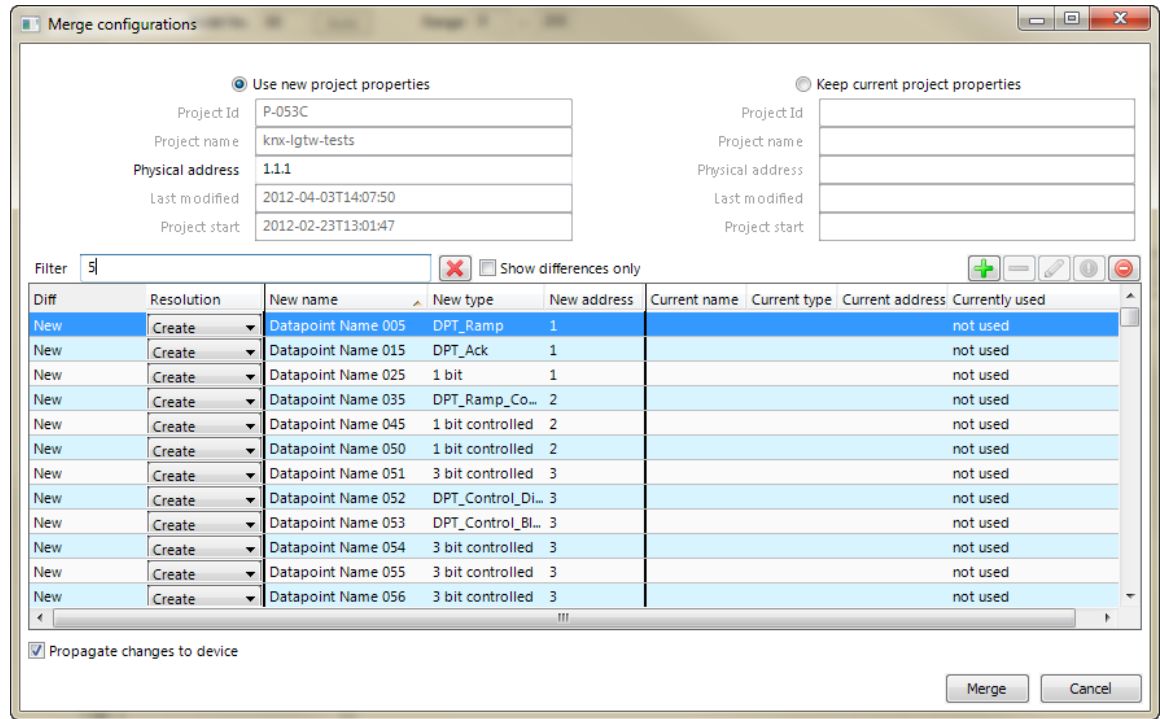 Merge configurations
Use new project properties
Keep current project properties
Project Id P-053C Project Id
Project name knx-lgtw-tests Project name
Physical address 1.1.1 Physical address
Last modified 2012-04-03T14:07:50 Last modified
Project start 2012-02-23T13:01:47 Project start
Filter 5 Show differences only
Diff Resolution New name New type New address Current name Current type Current address Currently used
New Create Datapoint Name 005 DPT_Ramp 1 not used
New Create Datapoint Name 015 DPT_Ack 1 not used
New Create Datapoint Name 025 1 bit 1 not used
New Create Datapoint Name 035 DPT_Ramp_Co... 2 not used
New Create Datapoint Name 045 1 bit controlled 2 not used
New Create Datapoint Name 050 1 bit controlled 2 not used
New Create Datapoint Name 051 3 bit controlled 3 not used
New Create Datapoint Name 052 DPT_Control_Di... 3 not used
New Create Datapoint Name 053 DPT_Control_Bl... 3 not used
New Create Datapoint Name 054 3 bit controlled 3 not used
New Create Datapoint Name 055 3 bit controlled 3 not used
New Create Datapoint Name 056 3 bit controlled 3 not used
Propagate changes to device
Merge Cancel